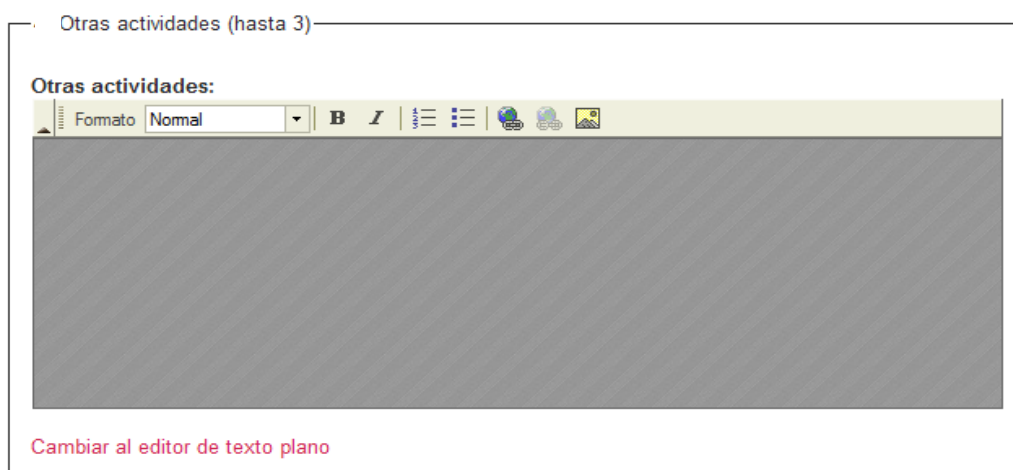 Otras actividades (hasta 3)
Otras actividades:
Formato Normal B I
Cambiar al editor de texto plano